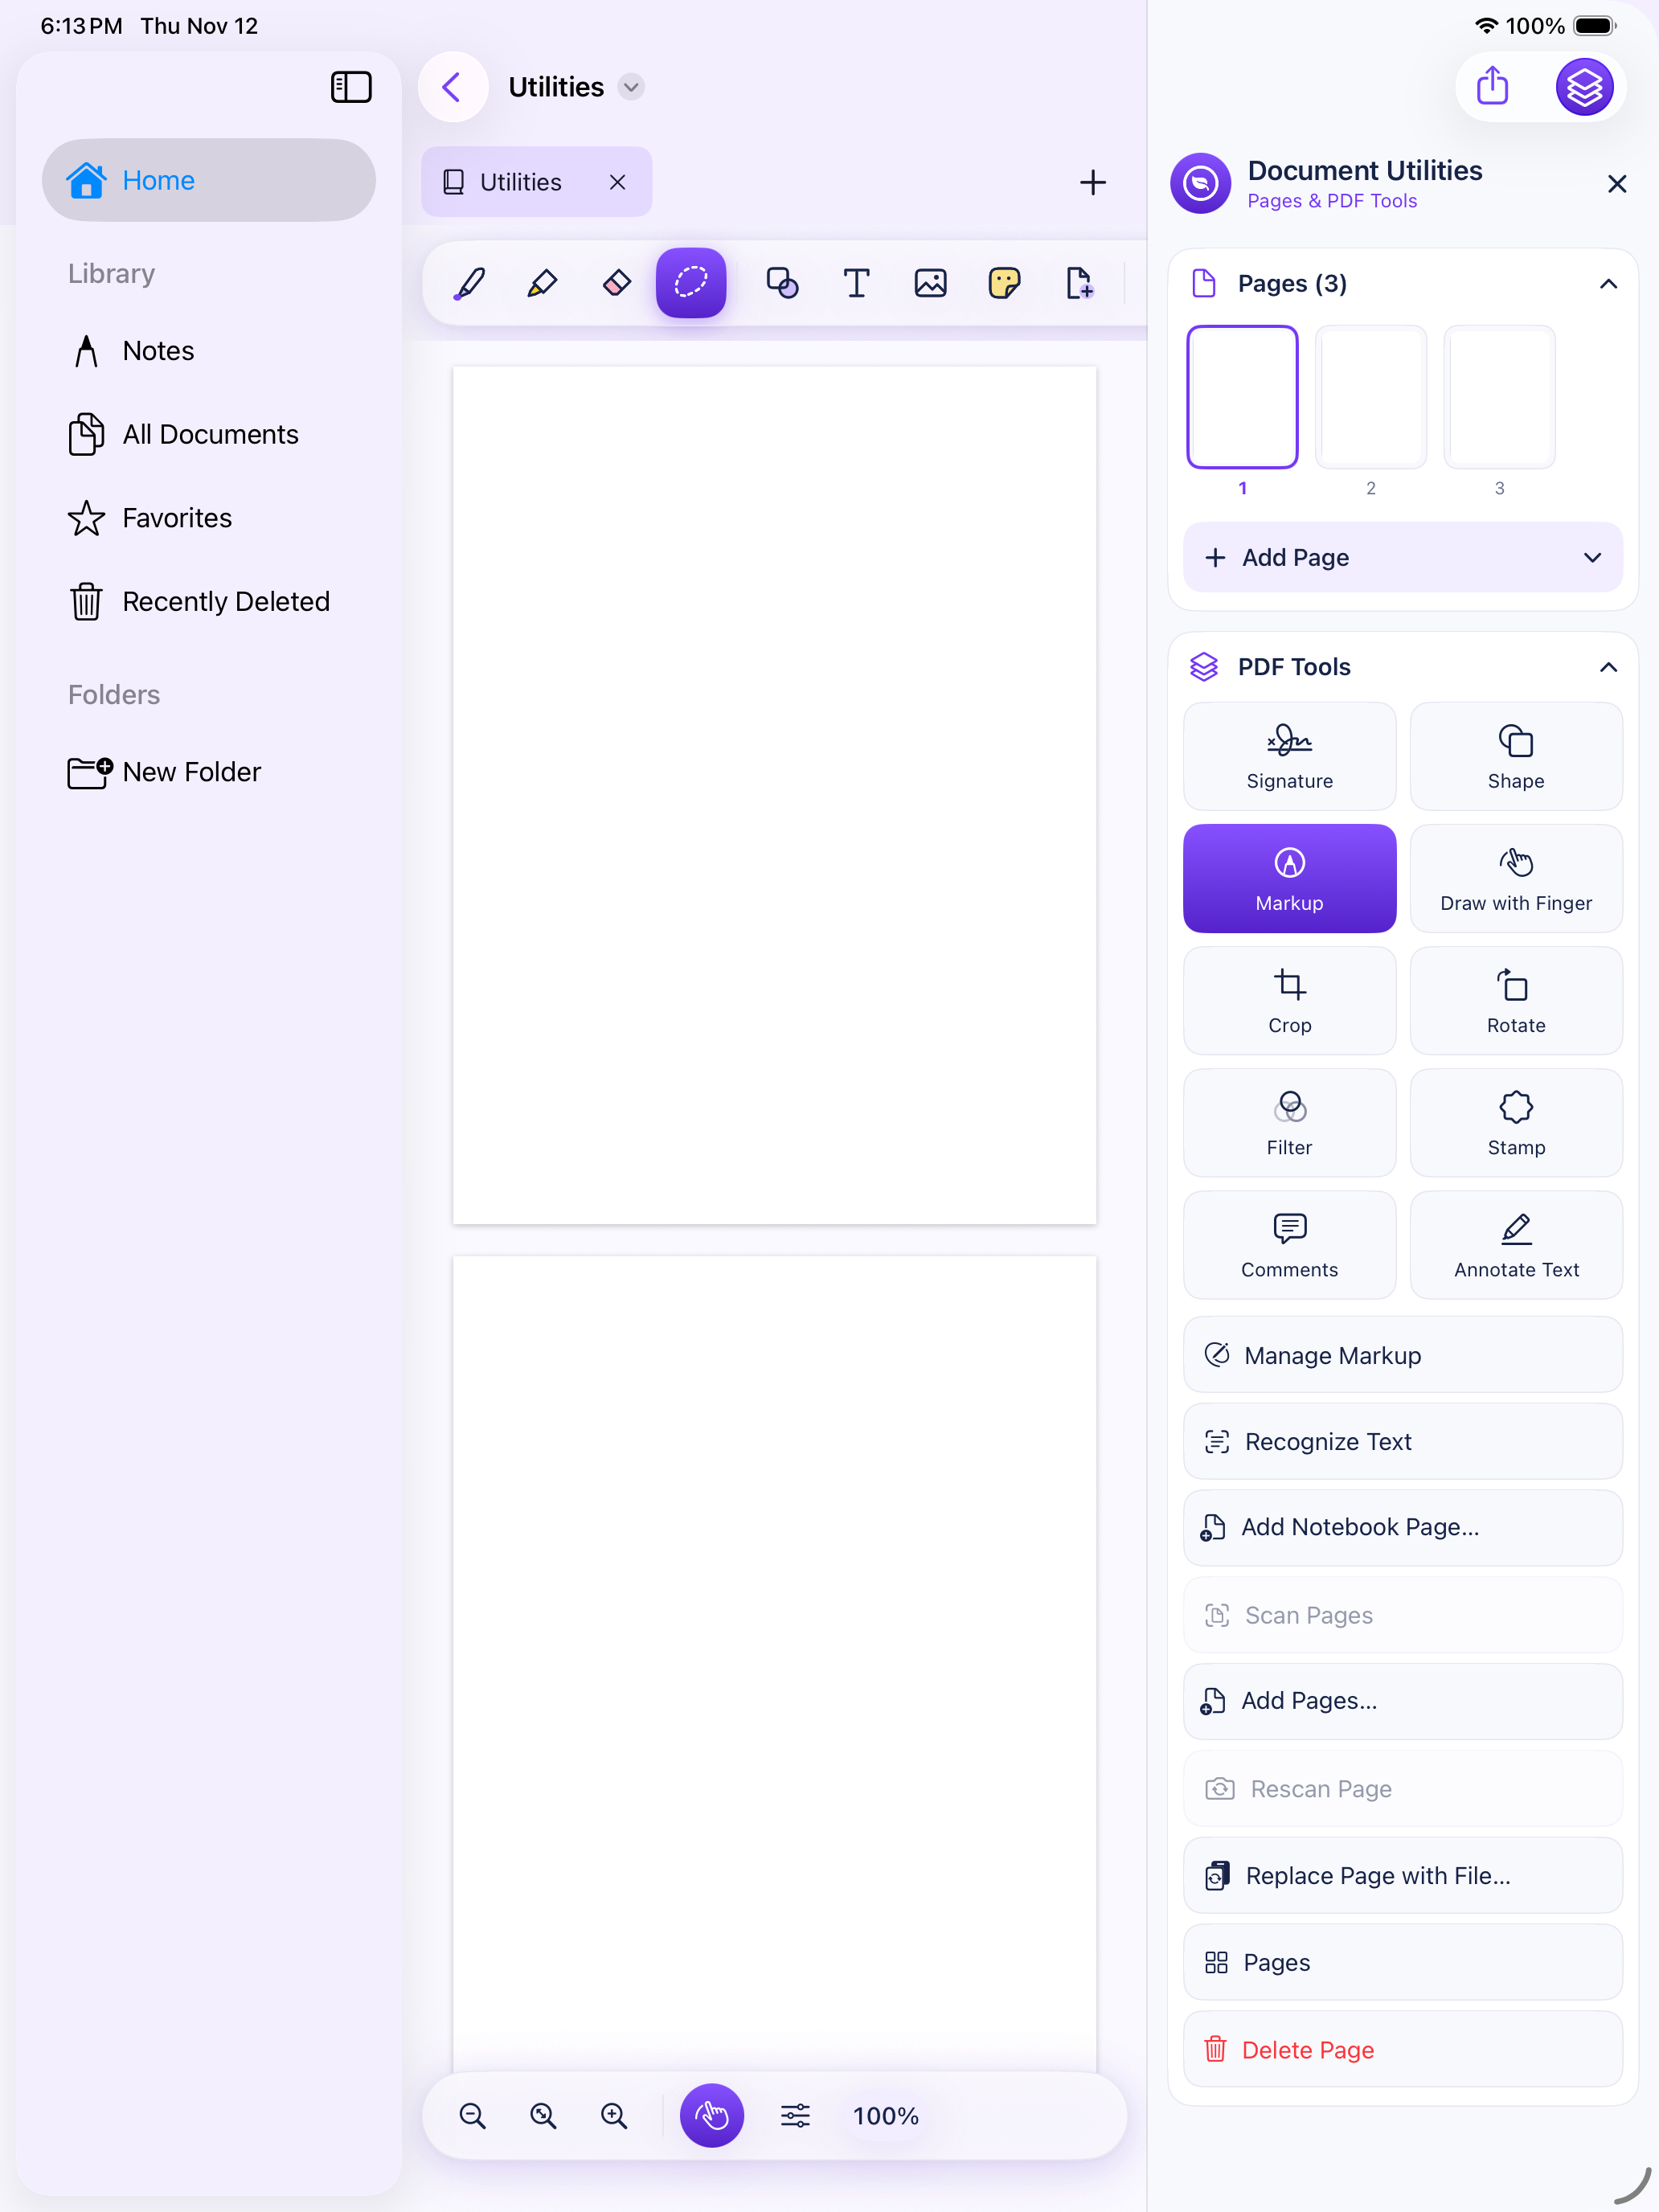 6:13 PM Thu Nov 12
100%
Home
Library
Notes
All Documents
Favorites
Recently Deleted
Folders
New Folder
Utilities
Utilities
100%
Document Utilities
Pages & PDF Tools
Pages (3)
1
2
3
Add Page
PDF Tools
Signature
Shape
Markup
Draw with Finger
Crop
Rotate
Filter
Stamp
Comments
Annotate Text
Manage Markup
Recognize Text
Add Notebook Page...
Scan Pages
Add Pages...
Rescan Page
Replace Page with File...
Pages
Delete Page